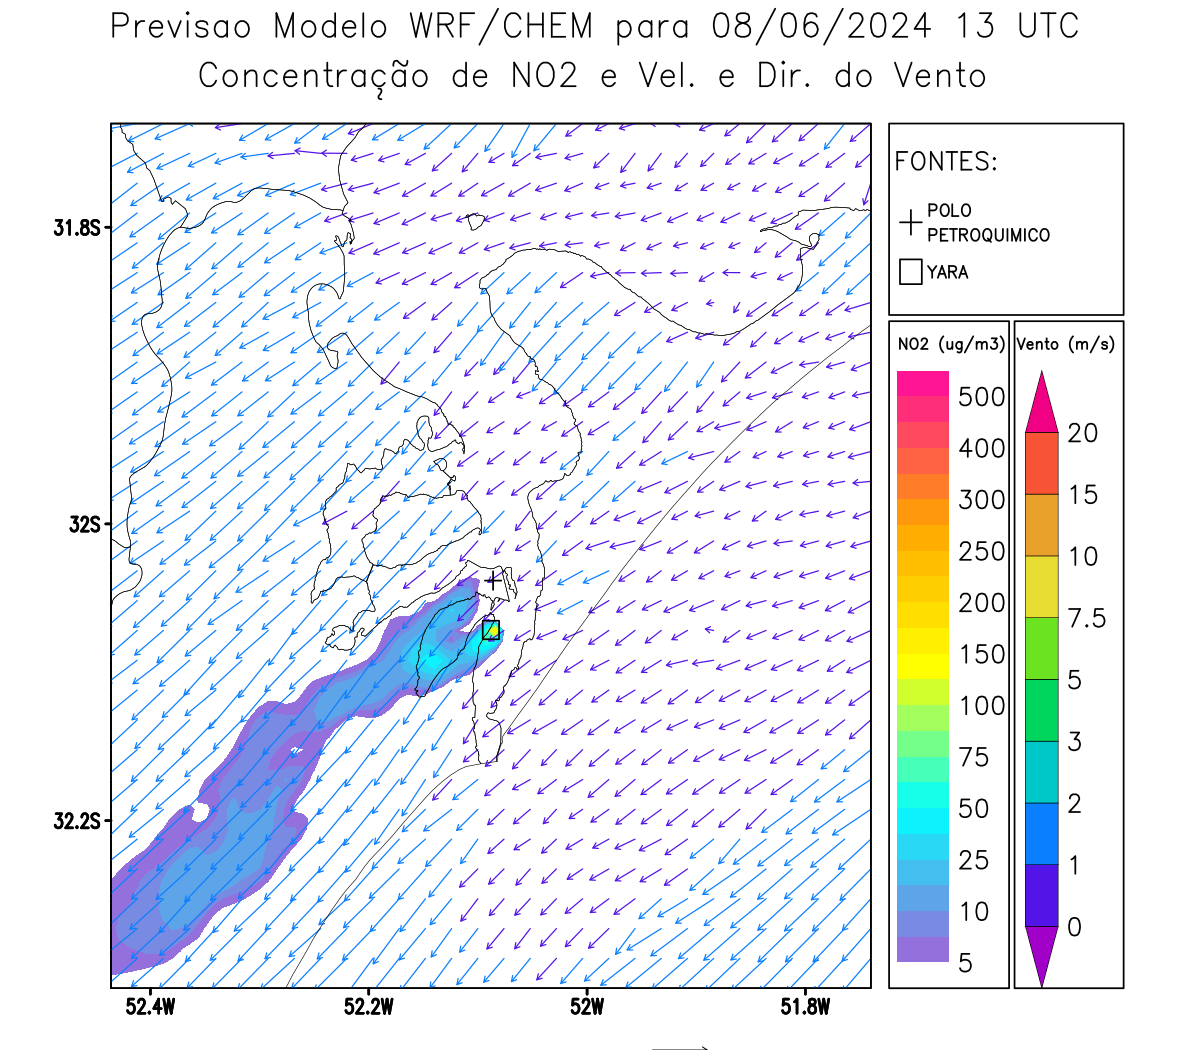 Previsao Modelo WRF/CHEM para 08/06/2024 13 UTC
Concentração de NO2 e Vel. e Dir. do Vento
FONTES:
POLO
PETROQUIMICO
YARA
NO2 (ug/m3)
500
400
300
250
200
150
100
75
50
25
10
5
Vento (m/s)
20
15
10
7.5
5
3
2
1
0
31.8S
32S
32.2S
52.4W
52.2W
52W
51.8W